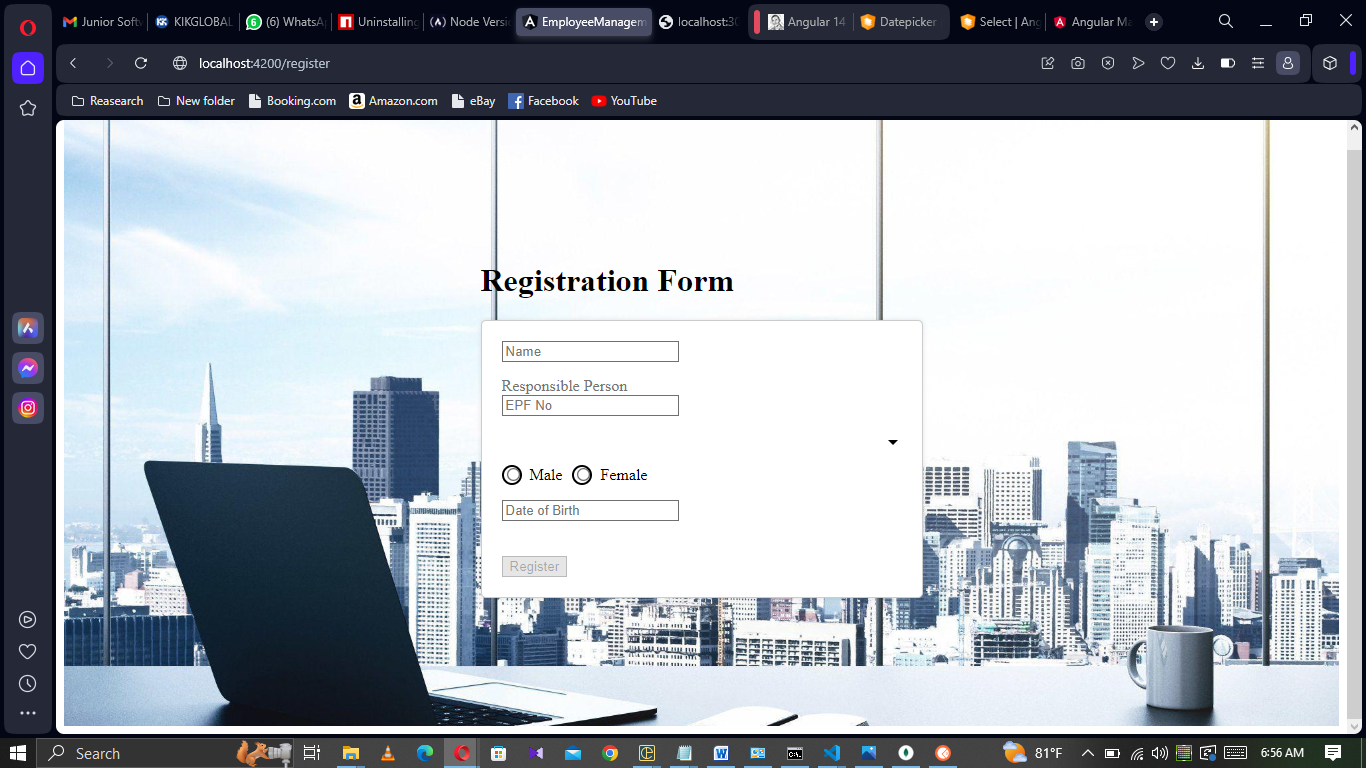 Junior Softw
KIKGLOBAL
(6) WhatsA
Uninstalling
Node Versio
EmployeeManagem
localhost:30
Angular 14
Datepicker
Select | Ang
Angular Ma
localhost:4200/register
Reasearch
New folder
Booking.com
Amazon.com
eBay
Facebook
YouTube
Registration Form
Name
Responsible Person
EPF No
Male
Female
Date of Birth
Register
Search
81°F
6:56 AM